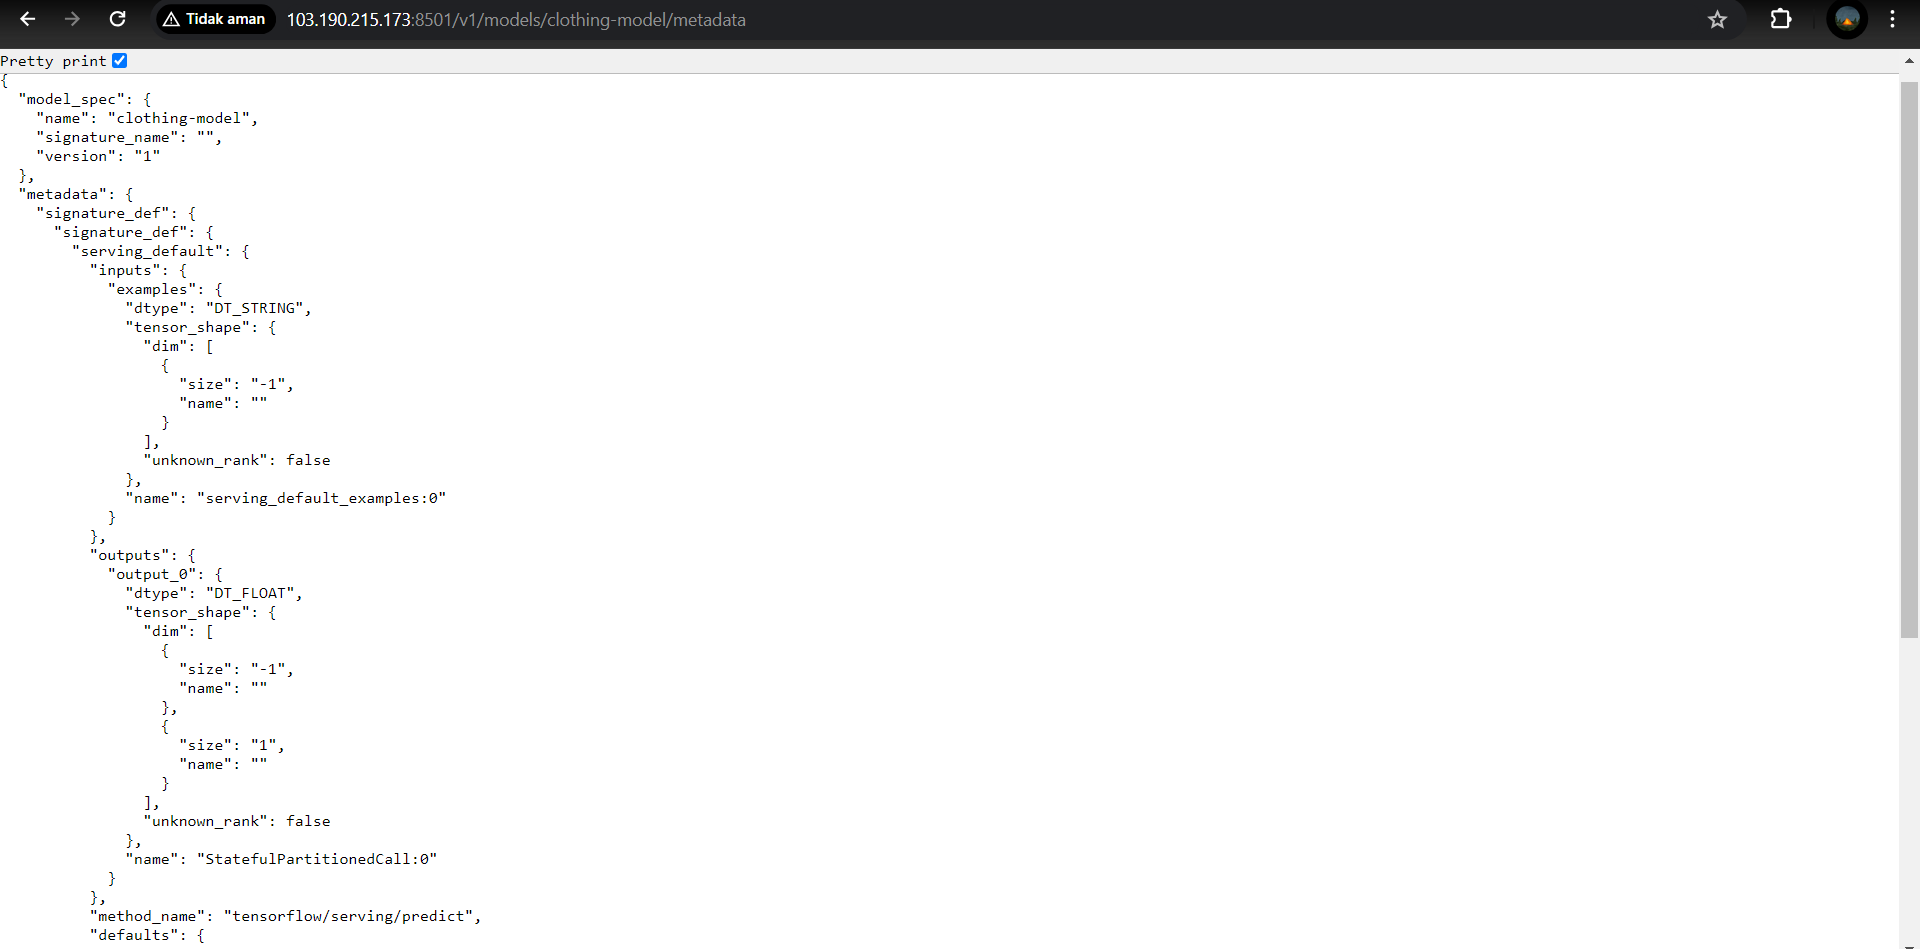 Tidak aman 103.190.215.173:8501/v1/models/clothing-model/metadata
Pretty print
{
  "model_spec": {
    "name": "clothing-model",
    "signature_name": "",
    "version": "1"
  },
  "metadata": {
    "signature_def": {
      "signature_def": {
        "serving_default": {
          "inputs": {
            "examples": {
              "dtype": "DT_STRING",
              "tensor_shape": {
                "dim": [
                  {
                    "size": "-1",
                    "name": ""
                  }
                ],
                "unknown_rank": false
              },
              "name": "serving_default_examples:0"
            }
          },
          "outputs": {
            "output_0": {
              "dtype": "DT_FLOAT",
              "tensor_shape": {
                "dim": [
                  {
                    "size": "-1",
                    "name": ""
                  },
                  {
                    "size": "1",
                    "name": ""
                  }
                ],
                "unknown_rank": false
              },
              "name": "StatefulPartitionedCall:0"
            }
          },
          "method_name": "tensorflow/serving/predict",
          "defaults": {